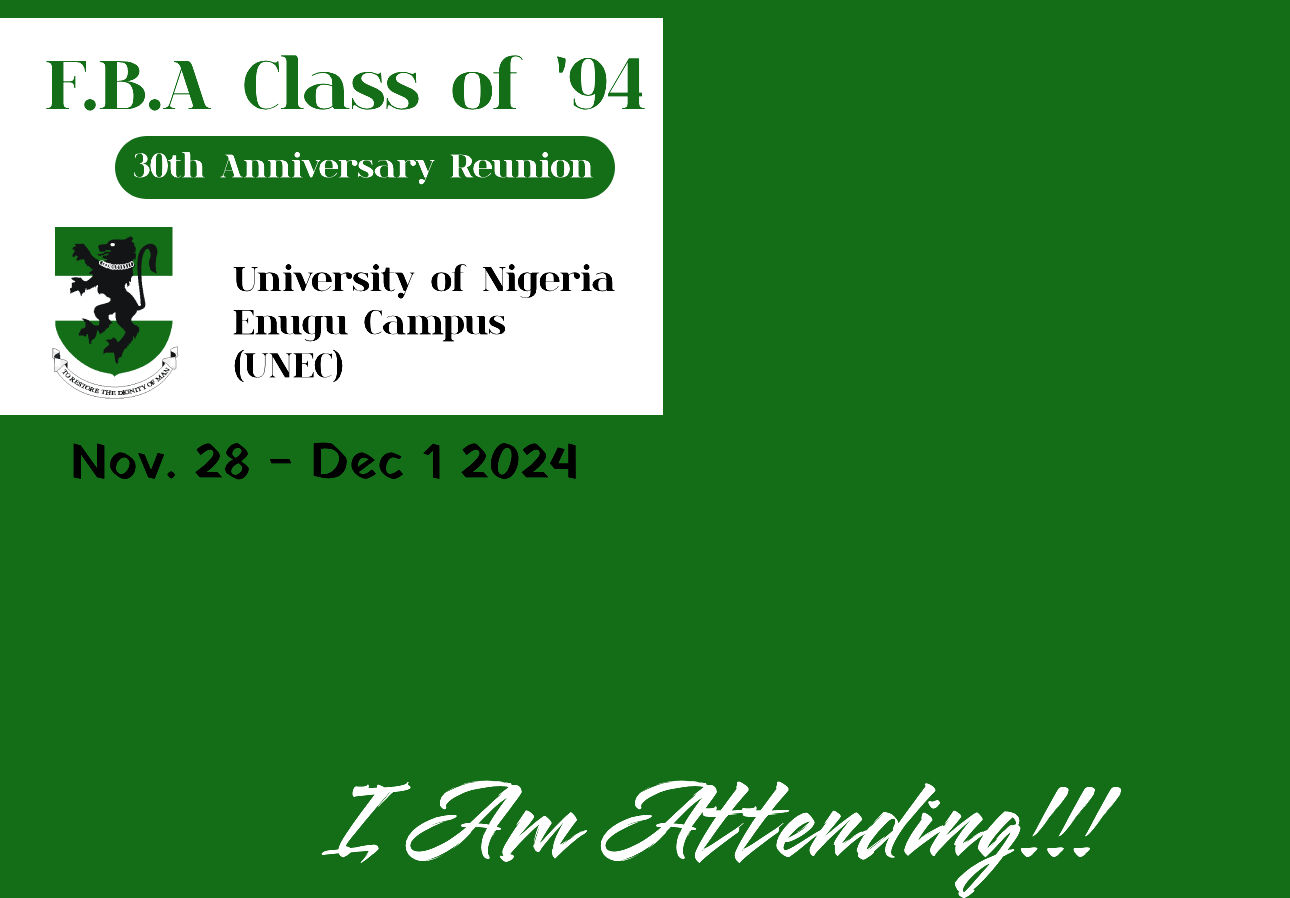 F.B.A Class of '94
30th Anniversary Reunion
University of Nigeria
Enugu Campus
(UNEC)
TO RESTORE THE DIGNITY OF MAN
Nov. 28 - Dec 1 2024
I Am Attending!!!